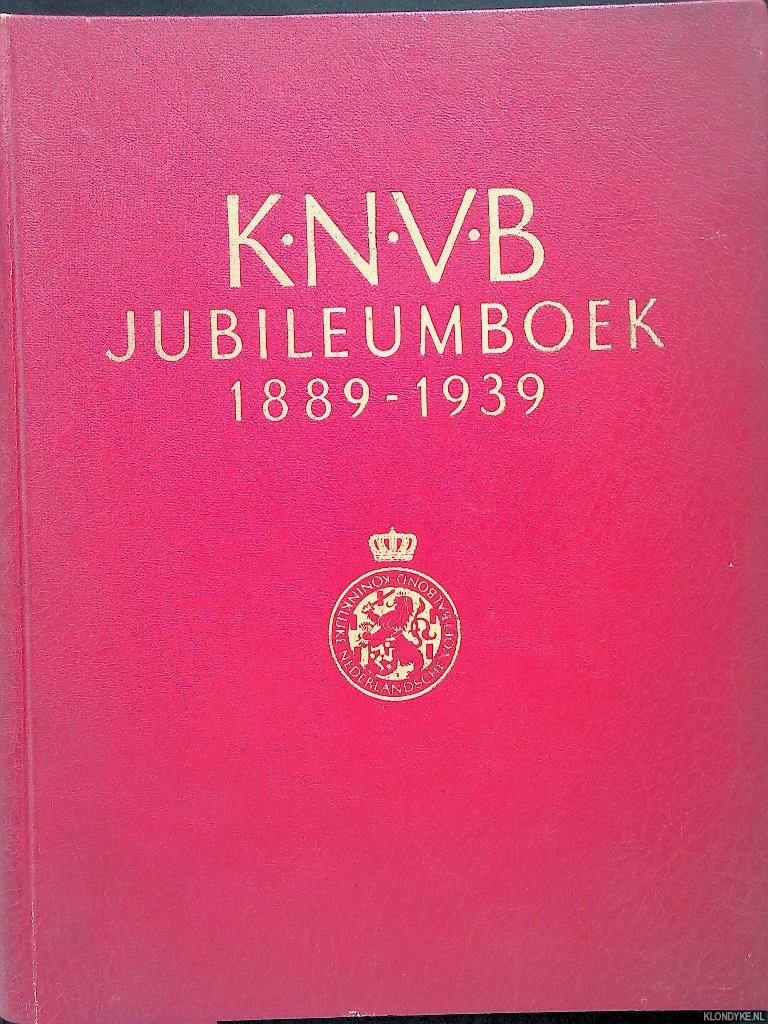 K·N·V·B
JUBILEUMBOEK
1889-1939
KONINKLIJKE NEDERLANDSCHE VOETBALBOND
KLONDYKE.NL